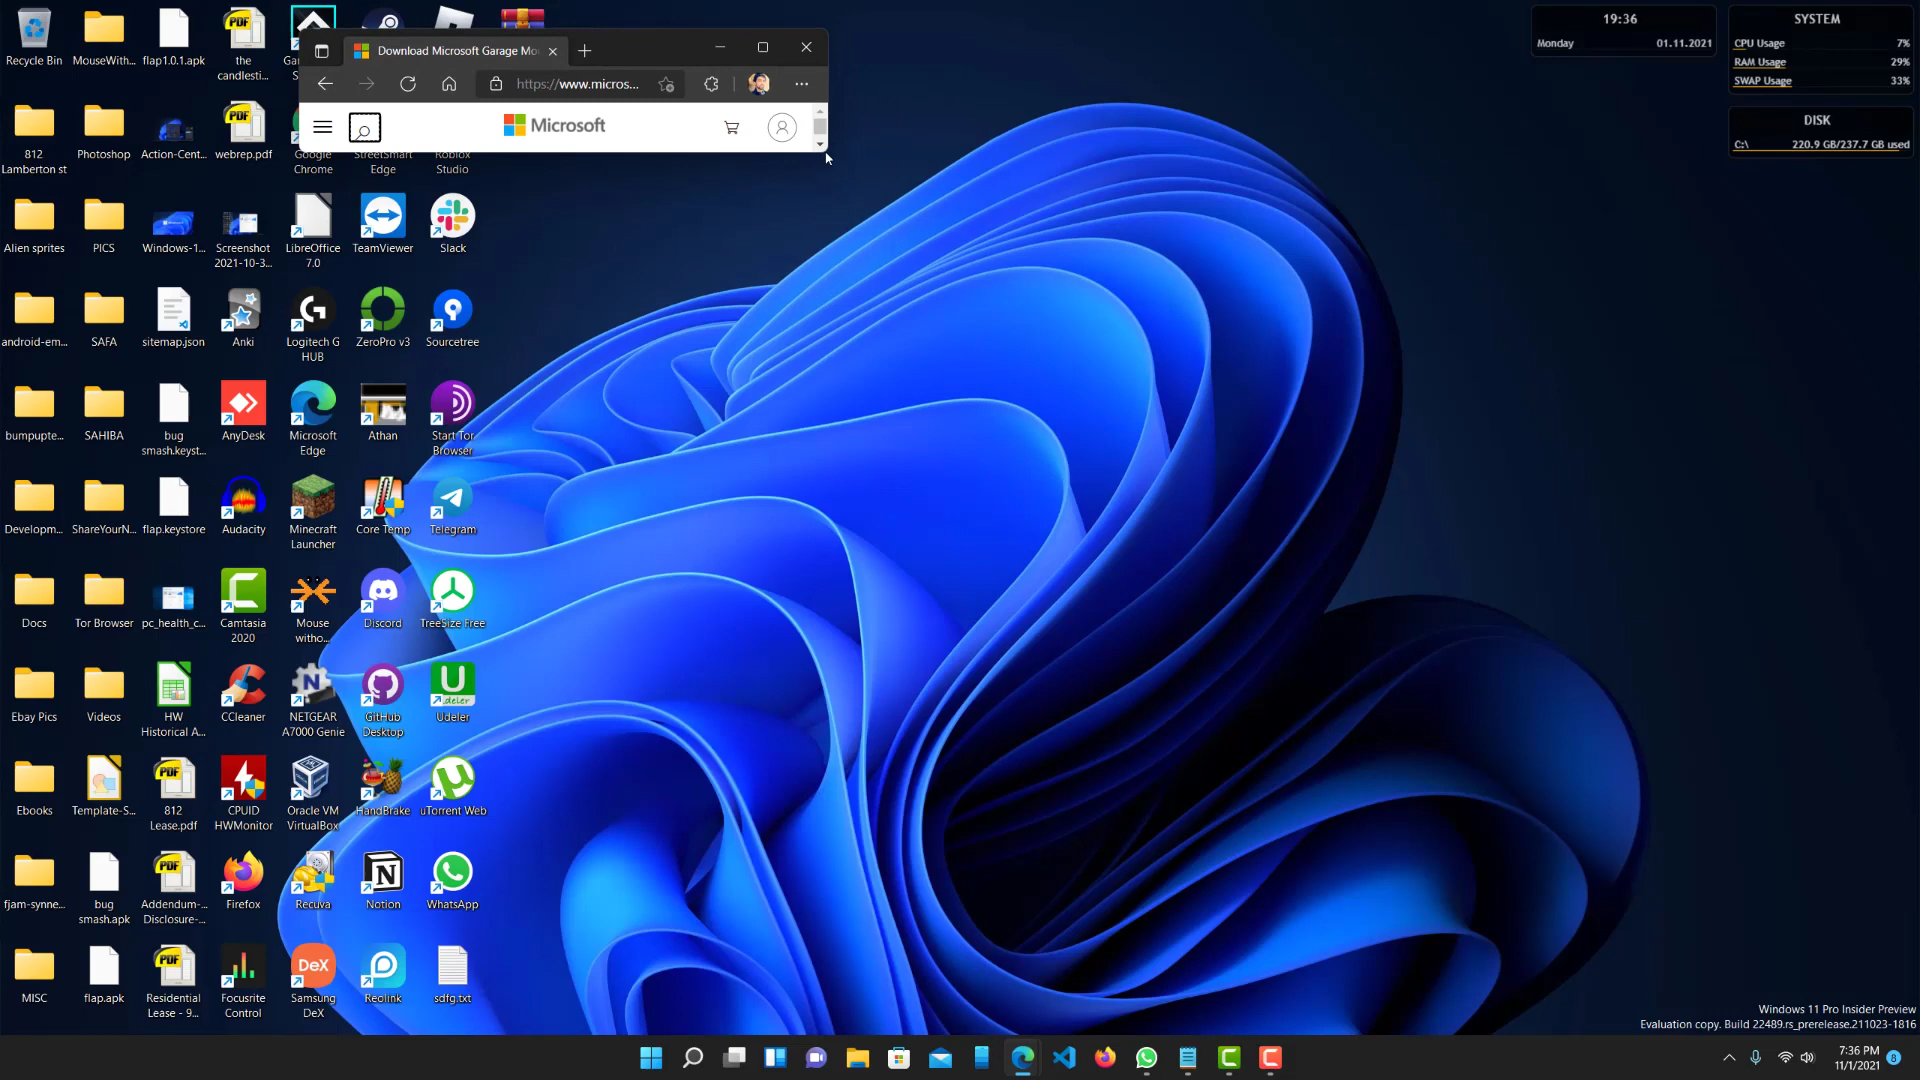 Recycle Bin
MouseWith...
flap1.0.1.apk
the
candlesti...
Download Microsoft Garage Mo
https://www.micros...
Microsoft
19:36
Monday 01.11.2021
SYSTEM
CPU Usage 7%
RAM Usage 29%
SWAP Usage 33%
DISK
C:\ 220.9 GB/237.7 GB used
812
Lamberton st
Photoshop
Action-Cent...
webrep.pdf
Google
Chrome
StreetSmart
Edge
Roblox
Studio
Alien sprites
PICS
Windows-1...
Screenshot
2021-10-3...
LibreOffice
7.0
TeamViewer
Slack
android-em...
SAFA
sitemap.json
Anki
Logitech G
HUB
ZeroPro v3
Sourcetree
bumpupte...
SAHIBA
bug
smash.keyst...
AnyDesk
Microsoft
Edge
Athan
Start Tor
Browser
Developm...
ShareYourN...
flap.keystore
Audacity
Minecraft
Launcher
Core Temp
Telegram
Docs
Tor Browser
pc_health_c...
Camtasia
2020
Mouse
witho...
Discord
TreeSize Free
Ebay Pics
Videos
HW
Historical A...
CCleaner
NETGEAR
A7000 Genie
GitHub
Desktop
U
deler
Udeler
Ebooks
Template-S...
PDF
812
Lease.pdf
CPUID
HWMonitor
Oracle VM
VirtualBox
HandBrake
uTorrent Web
fjam-synne...
bug
smash.apk
PDF
Addendum-...
Disclosure-...
Firefox
Recuva
Notion
WhatsApp
MISC
flap.apk
PDF
Residential
Lease - 9...
Focusrite
Control
DeX
Samsung
DeX
Reolink
sdfg.txt
Windows 11 Pro Insider Preview
Evaluation copy. Build 22489.rs_prerelease.211023-1816
7:36 PM
11/1/2021
8